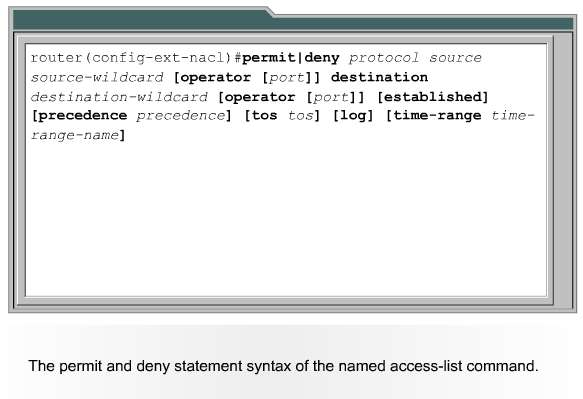 router(config-ext-nacl)#permit|deny protocol source
source-wildcard [operator [port]] destination
destination-wildcard [operator [port]] [established]
[precedence precedence] [tos tos] [log] [time-range time-
range-name]
The permit and deny statement syntax of the named access-list command.